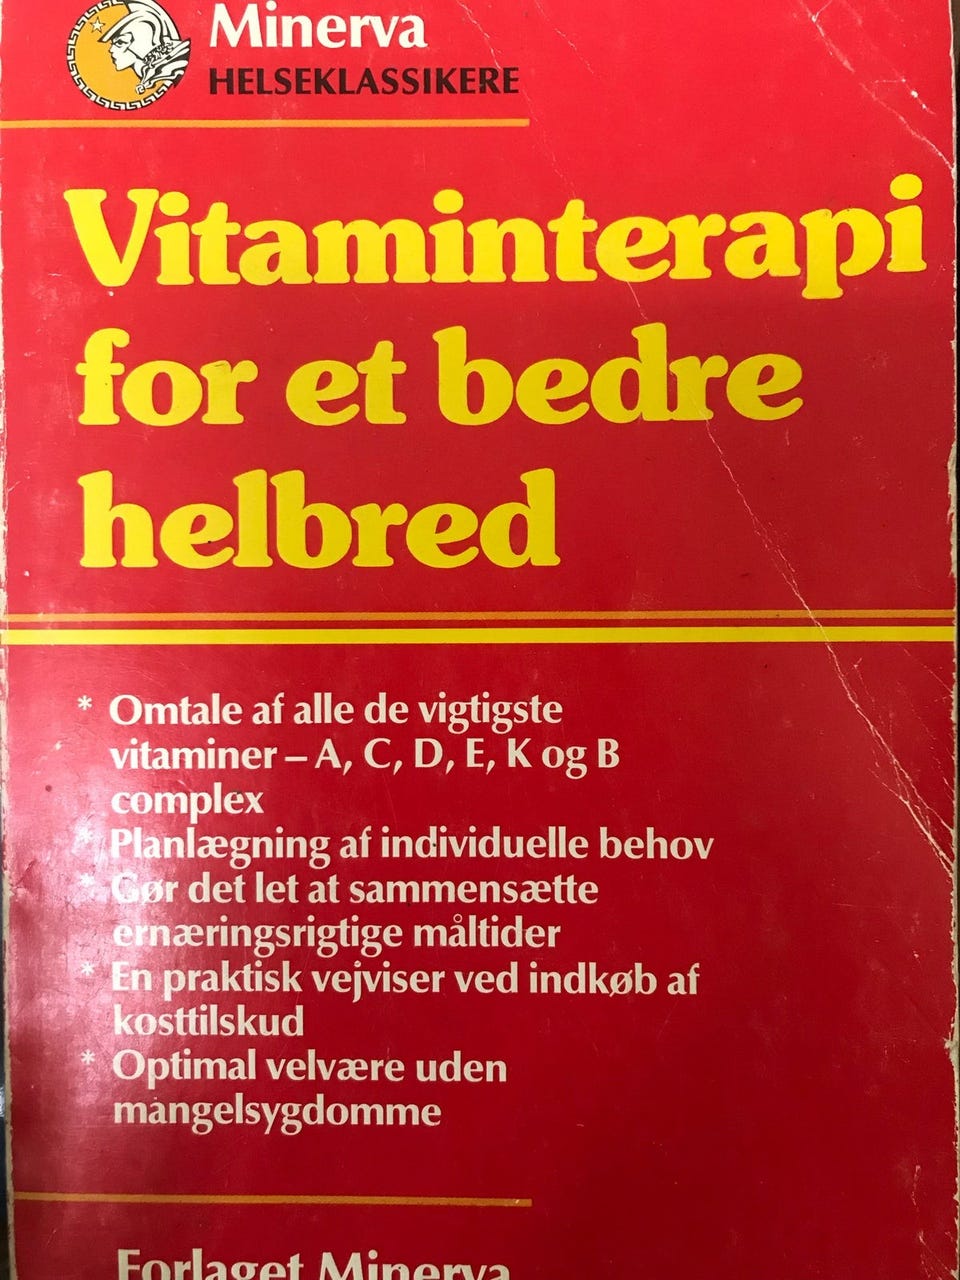 Minerva
HELSEKLASSIKERE
Vitaminterapi
for et bedre
helbred
* Omtale af alle de vigtigste
vitaminer – A, C, D, E, K og B
complex
* Planlægning af individuelle behov
* Gør det let at sammensætte
ernæringsrigtige måltider
* En praktisk vejviser ved indkøb af
kosttilskud
* Optimal velvære uden
mangelsygdomme
Forlaget Minerva